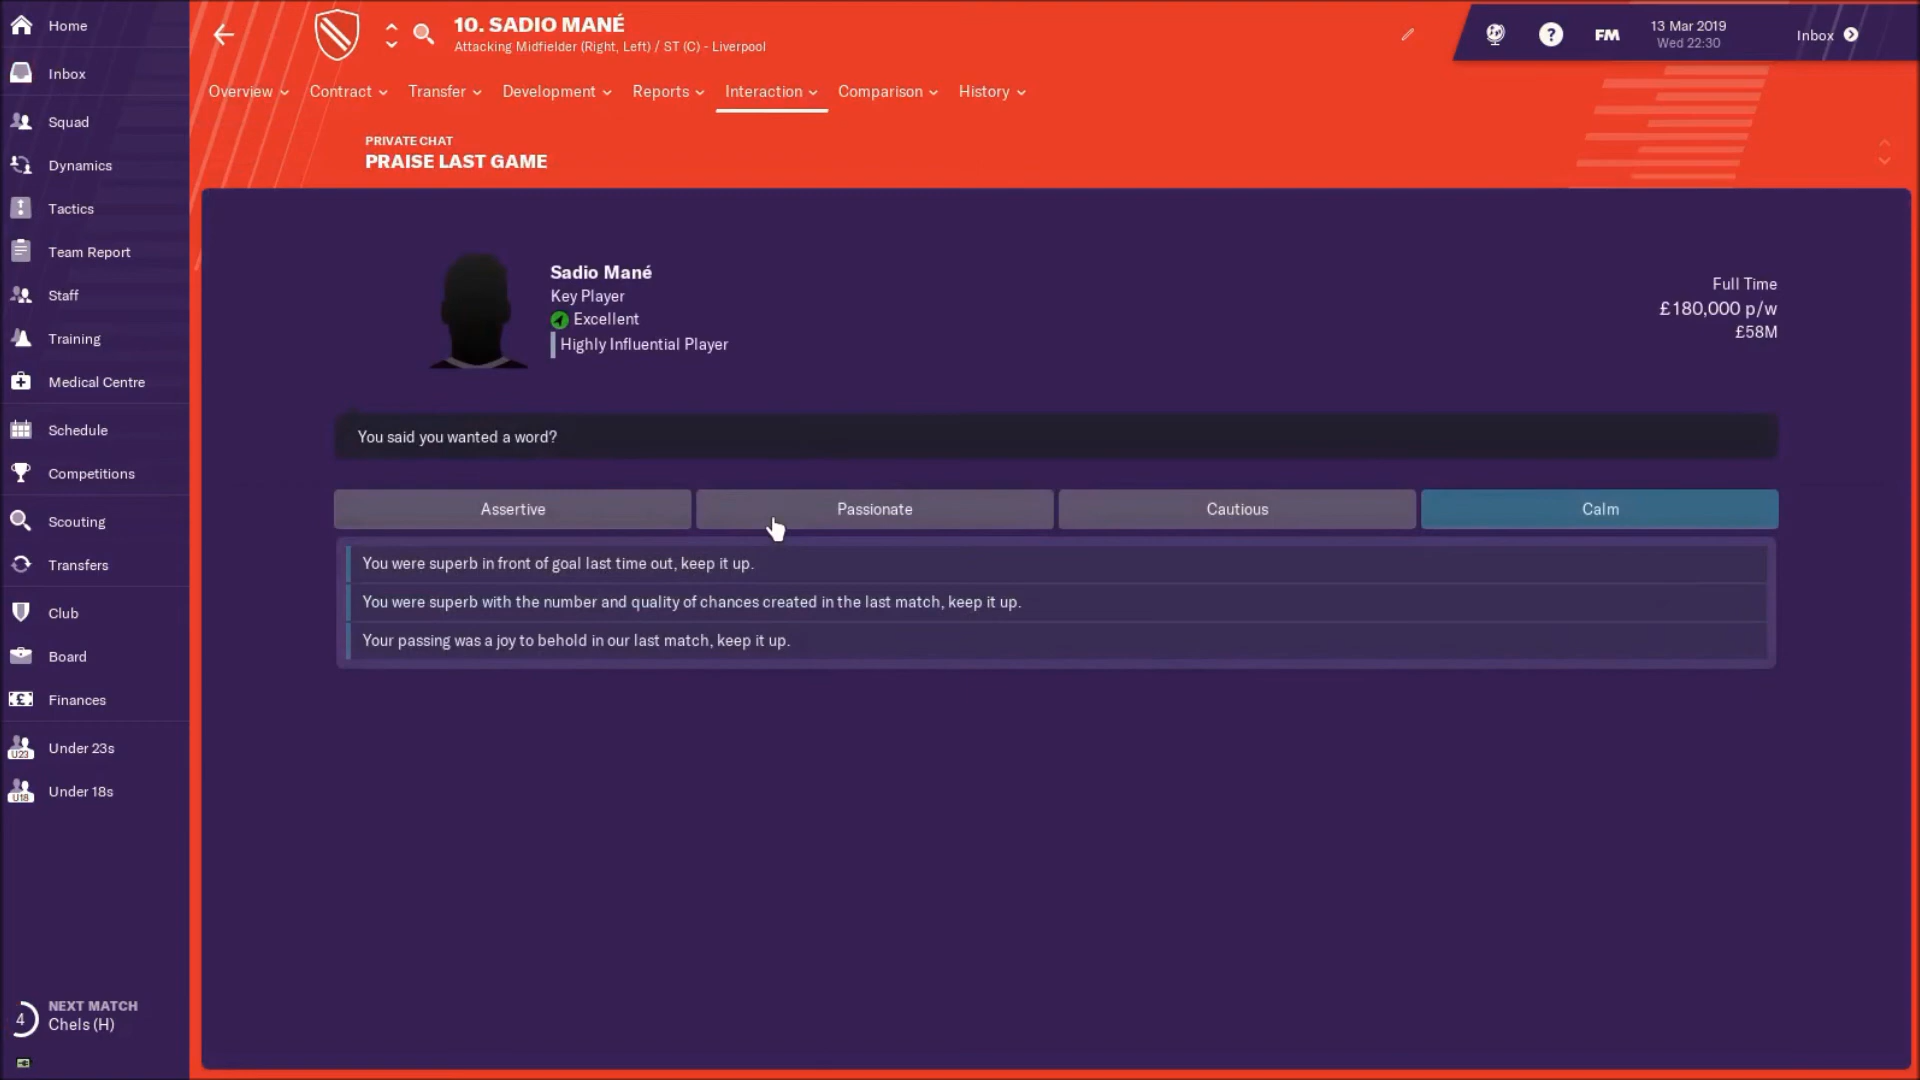 Home
Inbox
Squad
Dynamics
Tactics
Team Report
Staff
Training
Medical Centre
Schedule
Competitions
Scouting
Transfers
Club
Board
Finances
U23
Under 23s
U18
Under 18s
4
NEXT MATCH
Chels (H)
10. SADIO MANÉ
Attacking Midfielder (Right, Left) / ST (C) - Liverpool
?
FM
13 Mar 2019
Wed 22:30
Inbox
Overview Contract Transfer Development Reports Interaction Comparison History
PRIVATE CHAT
PRAISE LAST GAME
Sadio Mané
Key Player
Excellent
Highly Influential Player
Full Time
£180,000 p/w
£58M
You said you wanted a word?
Assertive Passionate Cautious Calm
You were superb in front of goal last time out, keep it up.
You were superb with the number and quality of chances created in the last match, keep it up.
Your passing was a joy to behold in our last match, keep it up.